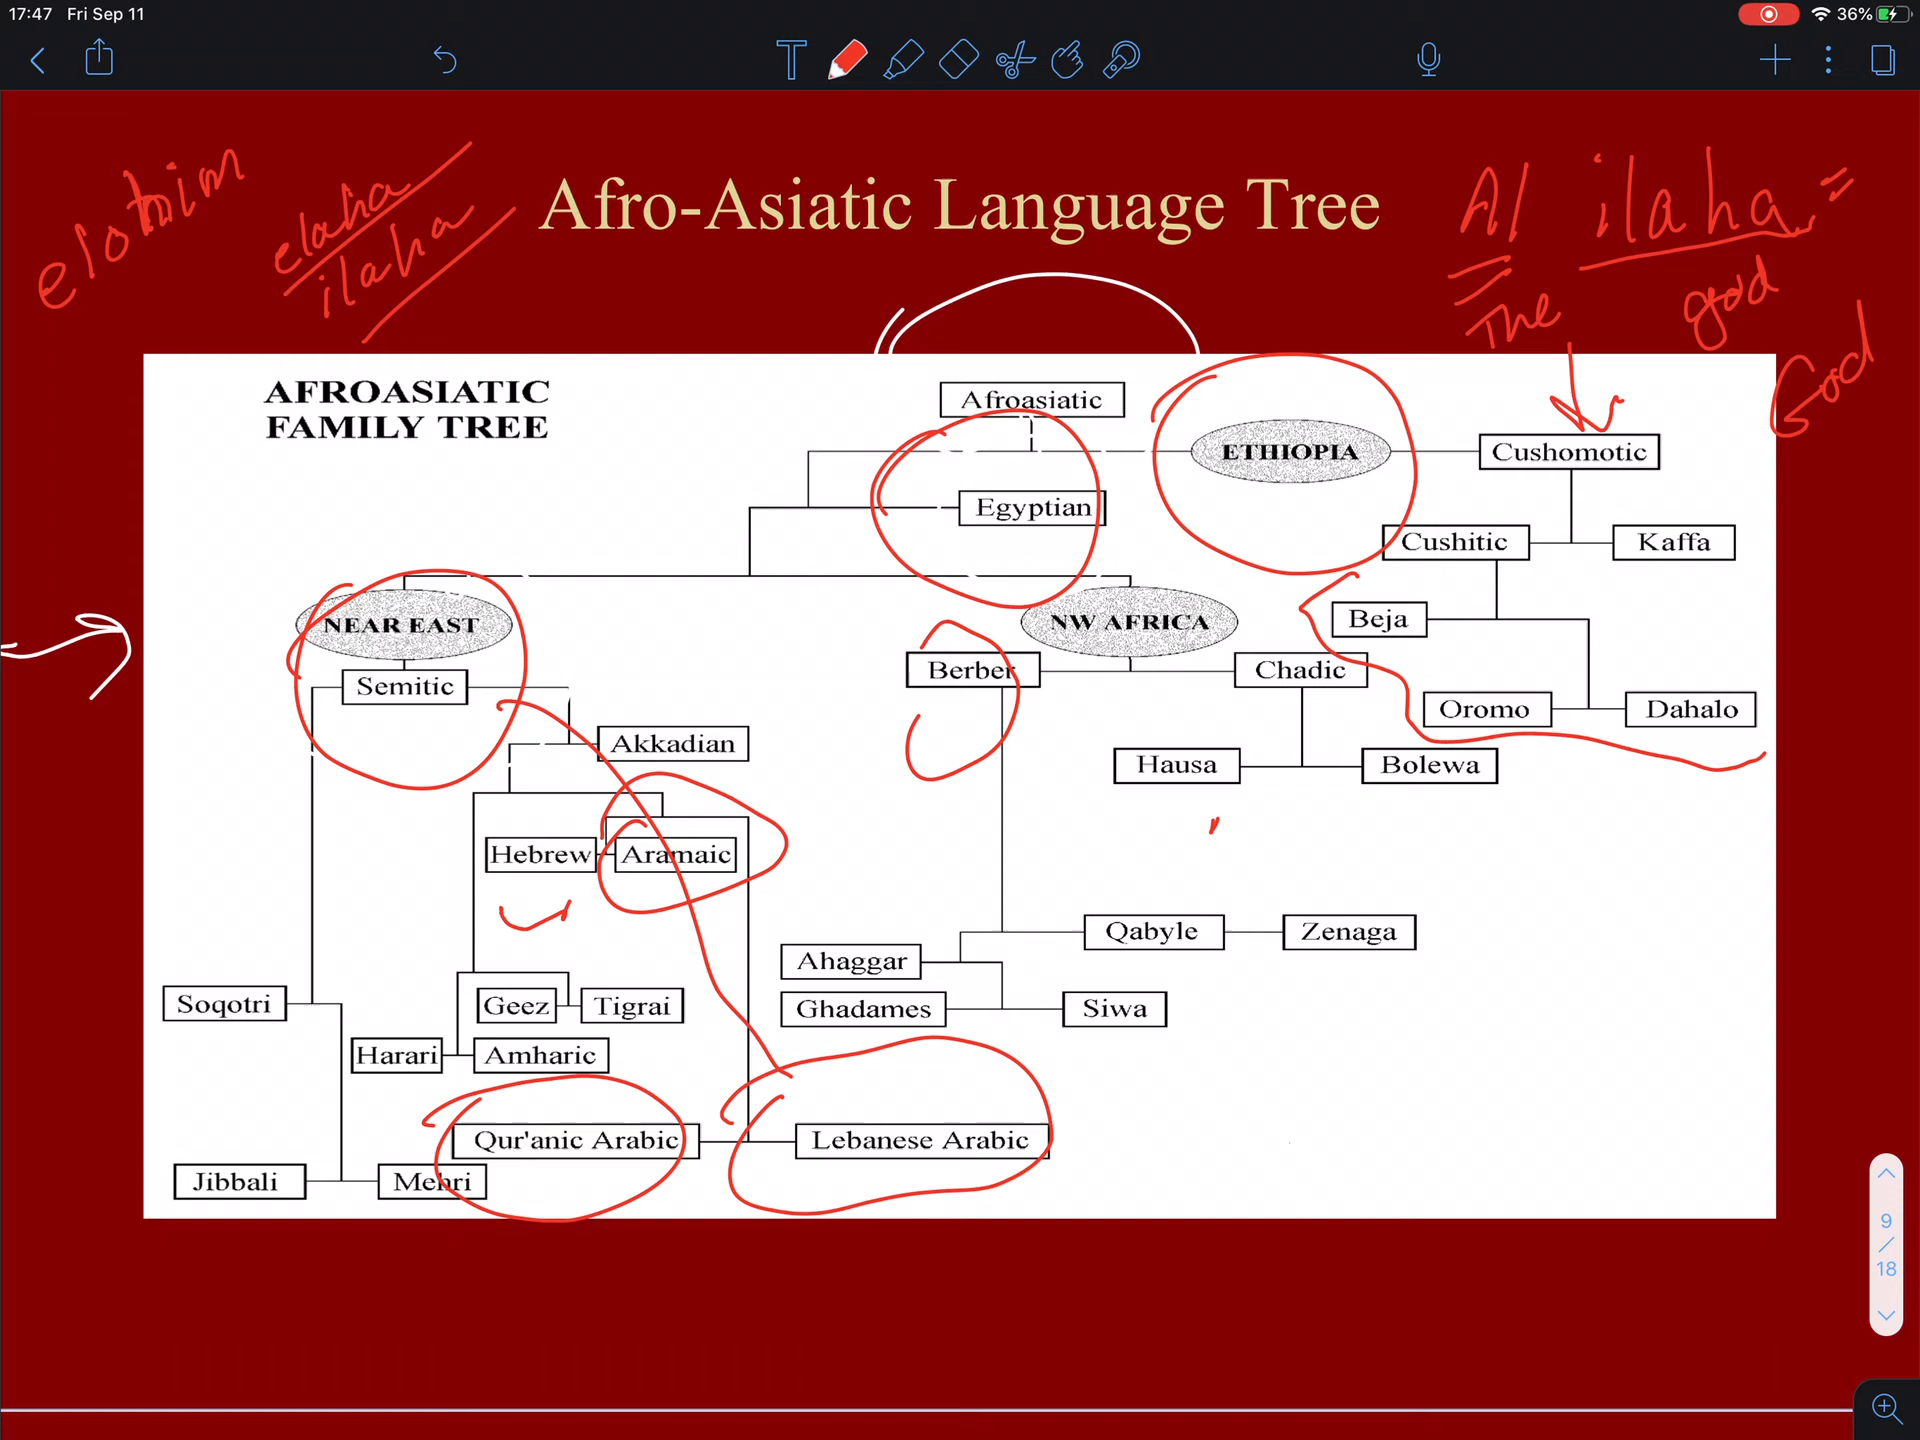 17:47 Fri Sep 11
36%
elohim
elaha
ilaha
Afro-Asiatic Language Tree
Al ilaha =
The god
God
AFROASIATIC
FAMILY TREE
Afroasiatic
ETHIOPIA
Cushomotic
Egyptian
Cushitic
Kaffa
NEAR EAST
NW AFRICA
Beja
Semitic
Berber
Chadic
Oromo
Dahalo
Akkadian
Hausa
Bolewa
Hebrew
Aramaic
Qabyle
Zenaga
Ahaggar
Soqotri
Geez
Tigrai
Ghadames
Siwa
Harari
Amharic
Qur'anic Arabic
Lebanese Arabic
Jibbali
Mehri
9
/
18